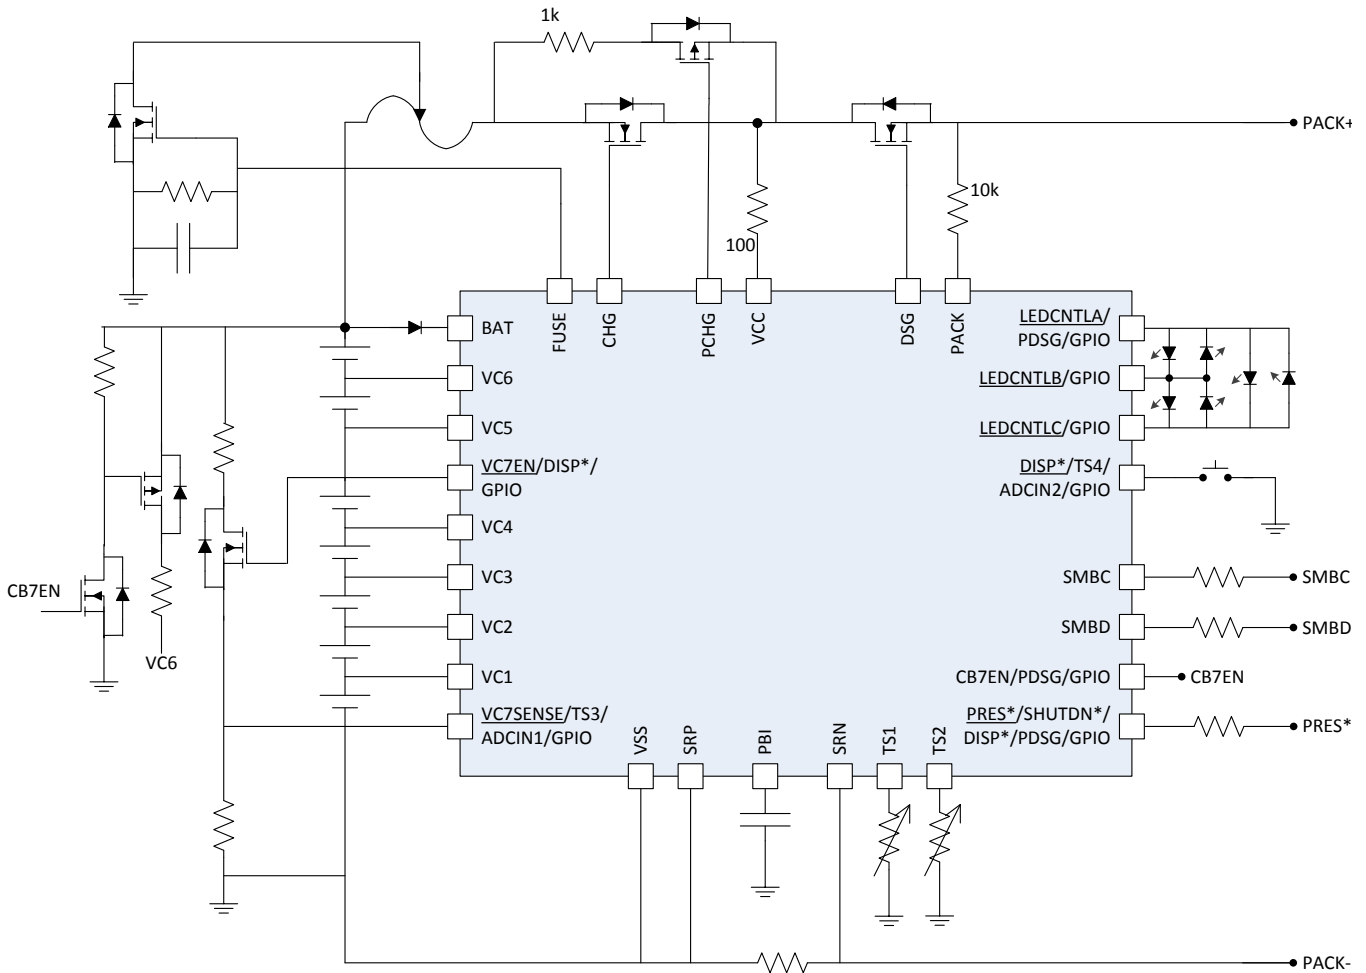 1k
PACK+
10k
100
BAT
FUSE
CHG
PCHG
VCC
DSG
PACK
LEDCNTLA/
PDSG/GPIO
VC6
LEDCNTLB/GPIO
VC5
LEDCNTLC/GPIO
VC7EN/DISP*/
GPIO
DISP*/TS4/
ADCIN2/GPIO
VC4
CB7EN
VC3
SMBC
SMBC
VC2
SMBD
SMBD
VC6
VC1
CB7EN/PDSG/GPIO
CB7EN
VC7SENSE/TS3/
ADCIN1/GPIO
VSS
SRP
PBI
SRN
TS1
TS2
PRES*/SHUTDN*/
DISP*/PDSG/GPIO
PRES*
PACK-